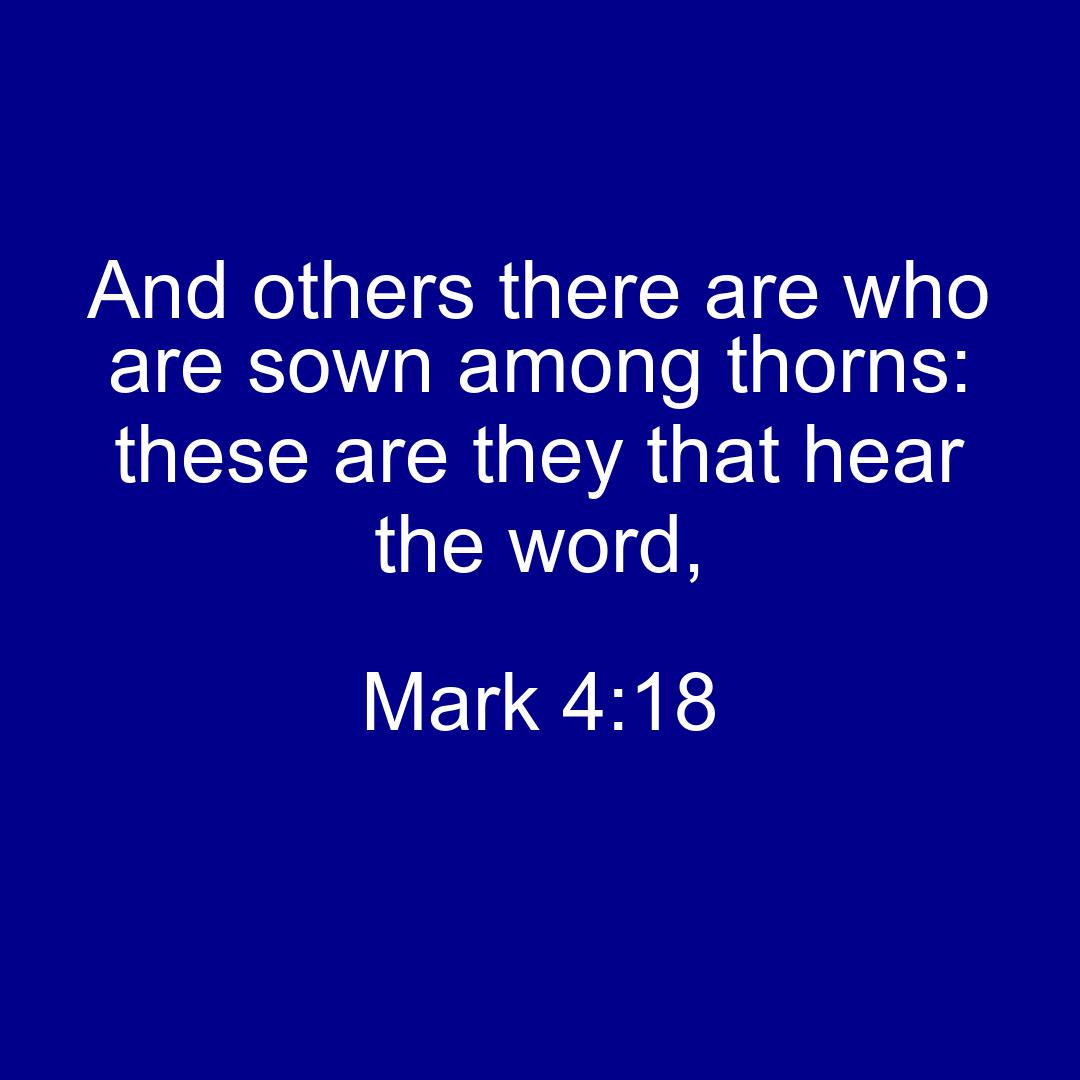 And others there are who
are sown among thorns:
these are they that hear
the word,
Mark 4:18